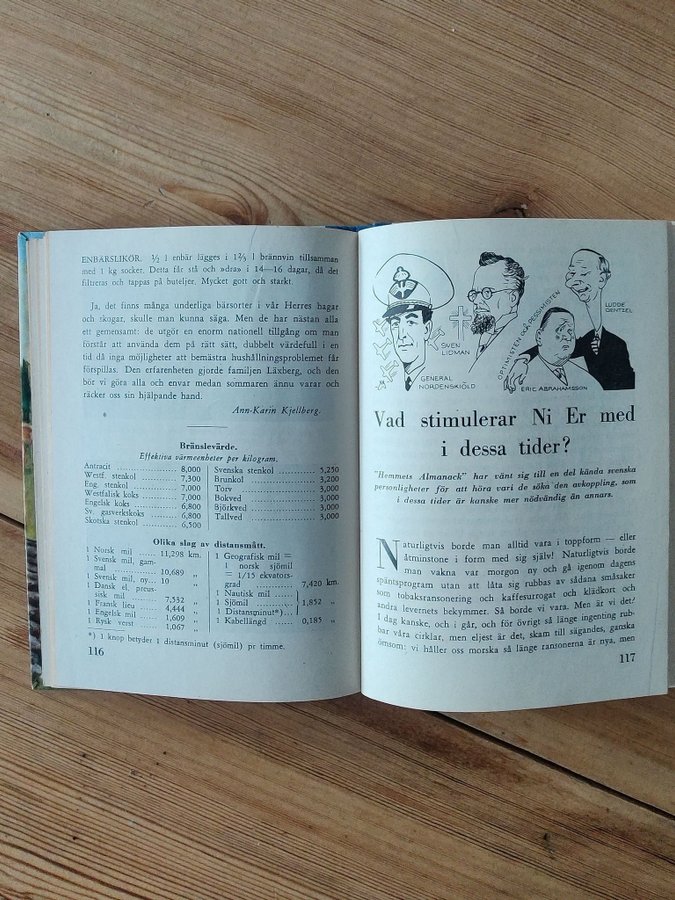 ENBÄRSLIKÖR. ½ l enbär lägges i 1⅔ l brännvin tillsamman
med 1 kg socker. Detta får stå och »dra» i 14—16 dagar, då det
filtreras och tappas på buteljer. Mycket gott och starkt.
Ja, det finns många underliga bärsorter i vår Herres hagar
och skogar, skulle man kunna säga. Men de har nästan alla
ett gemensamt: de utgör en enorm nationell tillgång om man
förstår att använda dem på rätt sätt, dubbelt värdefull i en
tid då inga möjligheter att bemästra hushållningsproblemet får
förspillas. Den erfarenheten gjorde familjen Läxberg, och den
bör vi göra alla och envar medan sommaren ännu varar och
räcker oss sin hjälpande hand.
Ann-Karin Kjellberg.
Bränslevärde.
Effektiva värmeenheter per kilogram.
Antracit ............ 8,000
Westf. stenkol ....... 7,300
Eng. stenkol ......... 7,000
Westfalisk koks ...... 7,000
Engelsk koks ......... 6,800
Sv. gasverkskoks ..... 6,800
Skotska stenkol ...... 6,500
Svenska stenkol ....... 5,250
Brunkol ............... 3,200
Torv .................. 3,000
Bokved ................ 3,000
Björkved .............. 3,000
Tallved ............... 3,000
Olika slag av distansmått.
1 Norsk mil ..... 11,298 km.
1 Svensk mil, gam-
mal ............. 10,689 „
1 Svensk mil, ny... 10 „
1 Dansk el. preus-
sisk mil ........ 7,532 „
1 Fransk lieu ..... 4,444 „
1 Engelsk mil ..... 1,609 „
1 Rysk verst ...... 1,067 „
1 Geografisk mil =
= 1 norsk sjömil
= 1/15 ekvators-
grad ............ 7,420 km.
1 Nautisk mil ....
1 Sjömil ......... 1,852 „
1 Distansminut*)..
1 Kabellängd ..... 0,185 „
*) 1 knop betyder 1 distansminut (sjömil) pr timme.
116
GENERAL
NORDENSKIÖLD
SVEN
LIDMAN
OPTIMISTEN OCH PESSIMISTEN
ERIC ABRAHAMSSON
LUDDE
GENTZEL
Vad stimulerar Ni Er med
i dessa tider?
"Hemmets Almanack" har vänt sig till en del kända svenska
personligheter för att höra vari de söka den avkoppling, som
i dessa tider är kanske mer nödvändig än annars.
Naturligtvis borde man alltid vara i toppform — eller
åtminstone i form med sig själv! Naturligtvis borde
man vakna var morgon ny och gå igenom dagens
späntsprogram utan att låta sig rubbas av sådana småsaker
som tobaksransonering och kaffesurrogat och klädkort och
andra levernets bekymmer. Så borde vi vara. Men är vi det?
I dag kanske, och i går, och för övrigt så länge ingenting rub-
bar våra cirklar, men eljest är det, skam till sägandes, ganska
ömsom: vi håller oss morska så länge ransonerna är nya, men
117